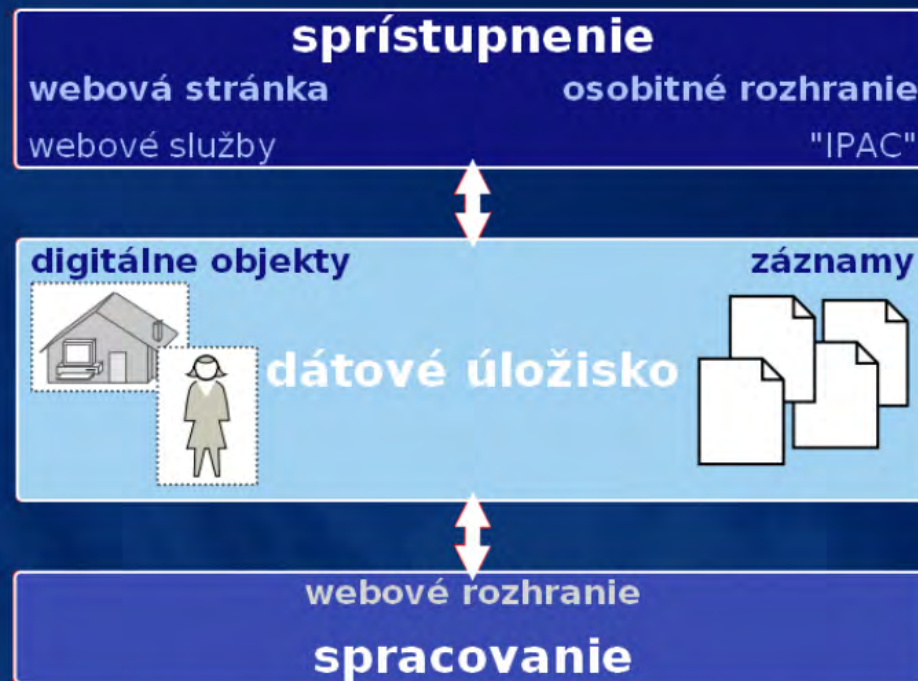 sprístupnenie
webová stránka osobitné rozhranie
webové služby "IPAC"
digitálne objekty záznamy
dátové úložisko
webové rozhranie
spracovanie